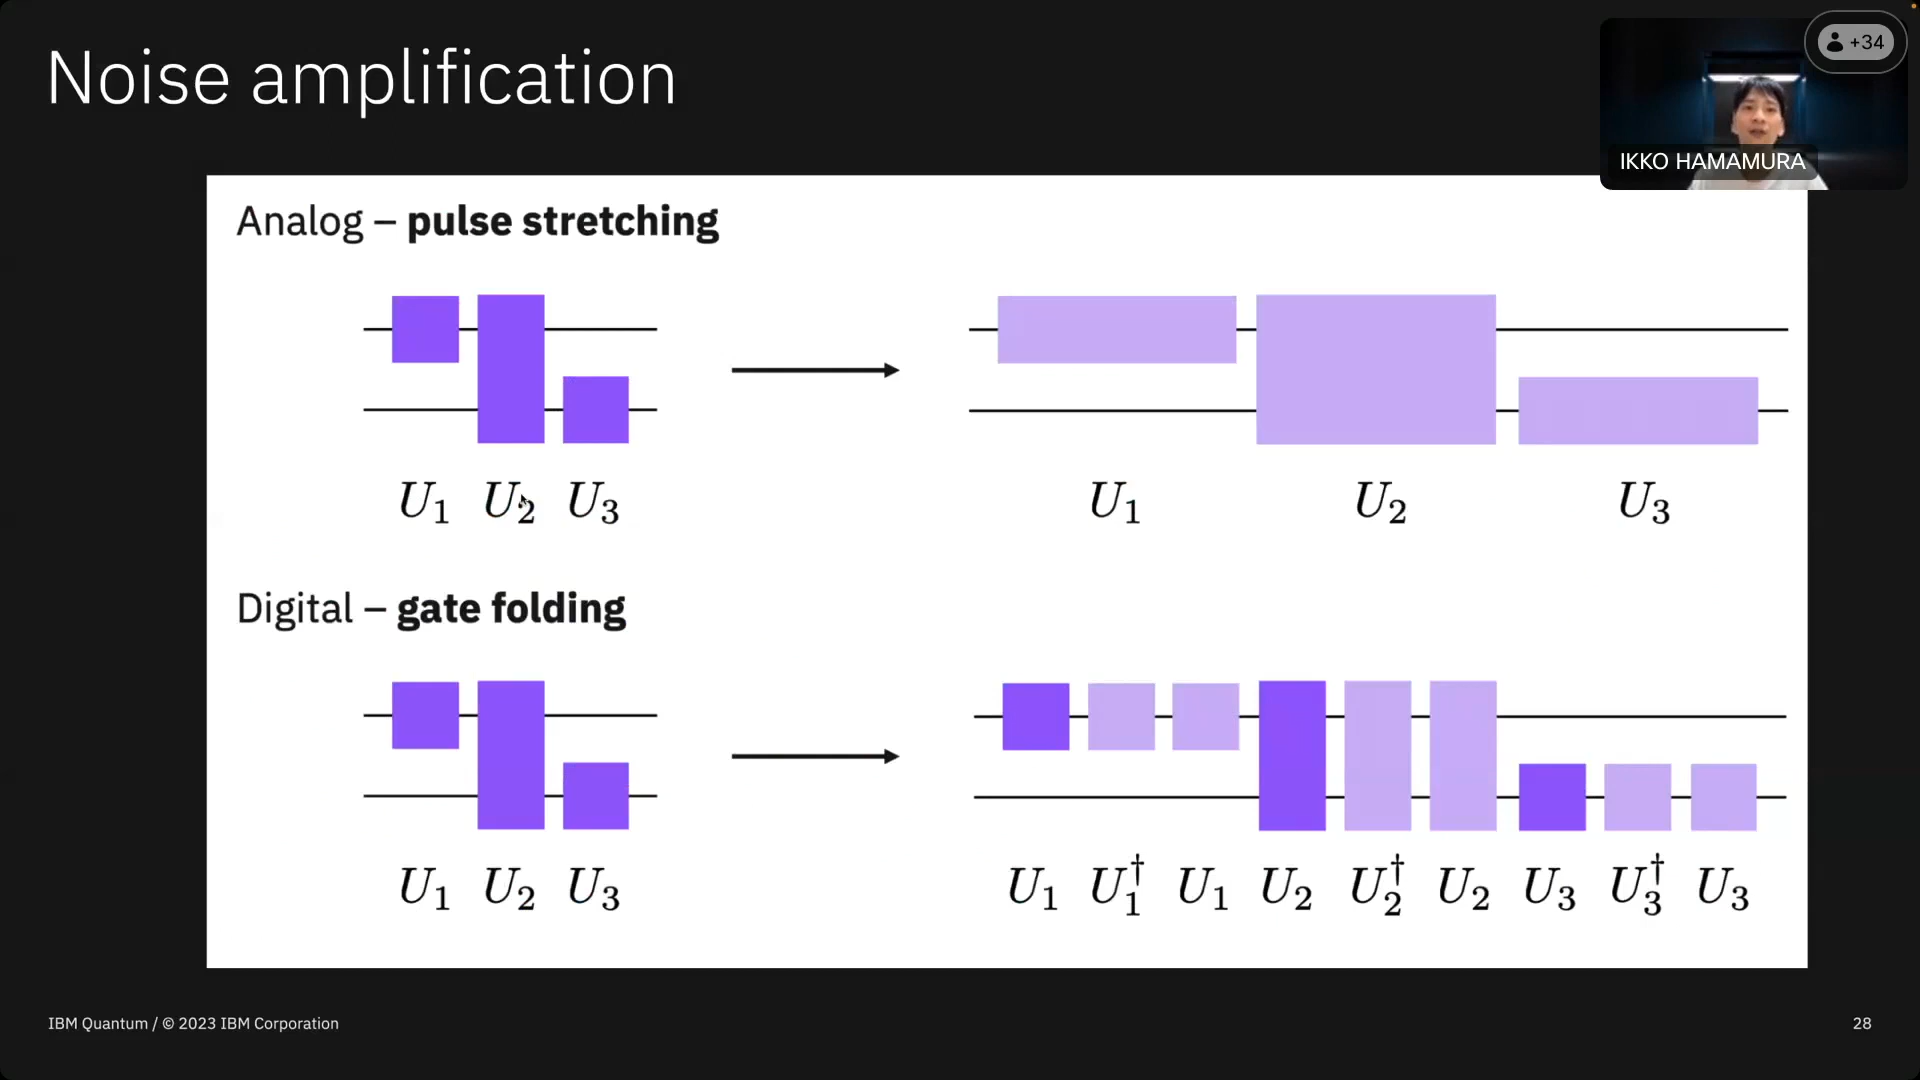 Noise amplification
+34
IKKO HAMAMURA
Analog – pulse stretching
U₁ U₂ U₃
U₁ U₂ U₃
Digital – gate folding
U₁ U₂ U₃
U₁ U₁† U₁ U₂ U₂† U₂ U₃ U₃† U₃
IBM Quantum / © 2023 IBM Corporation
28